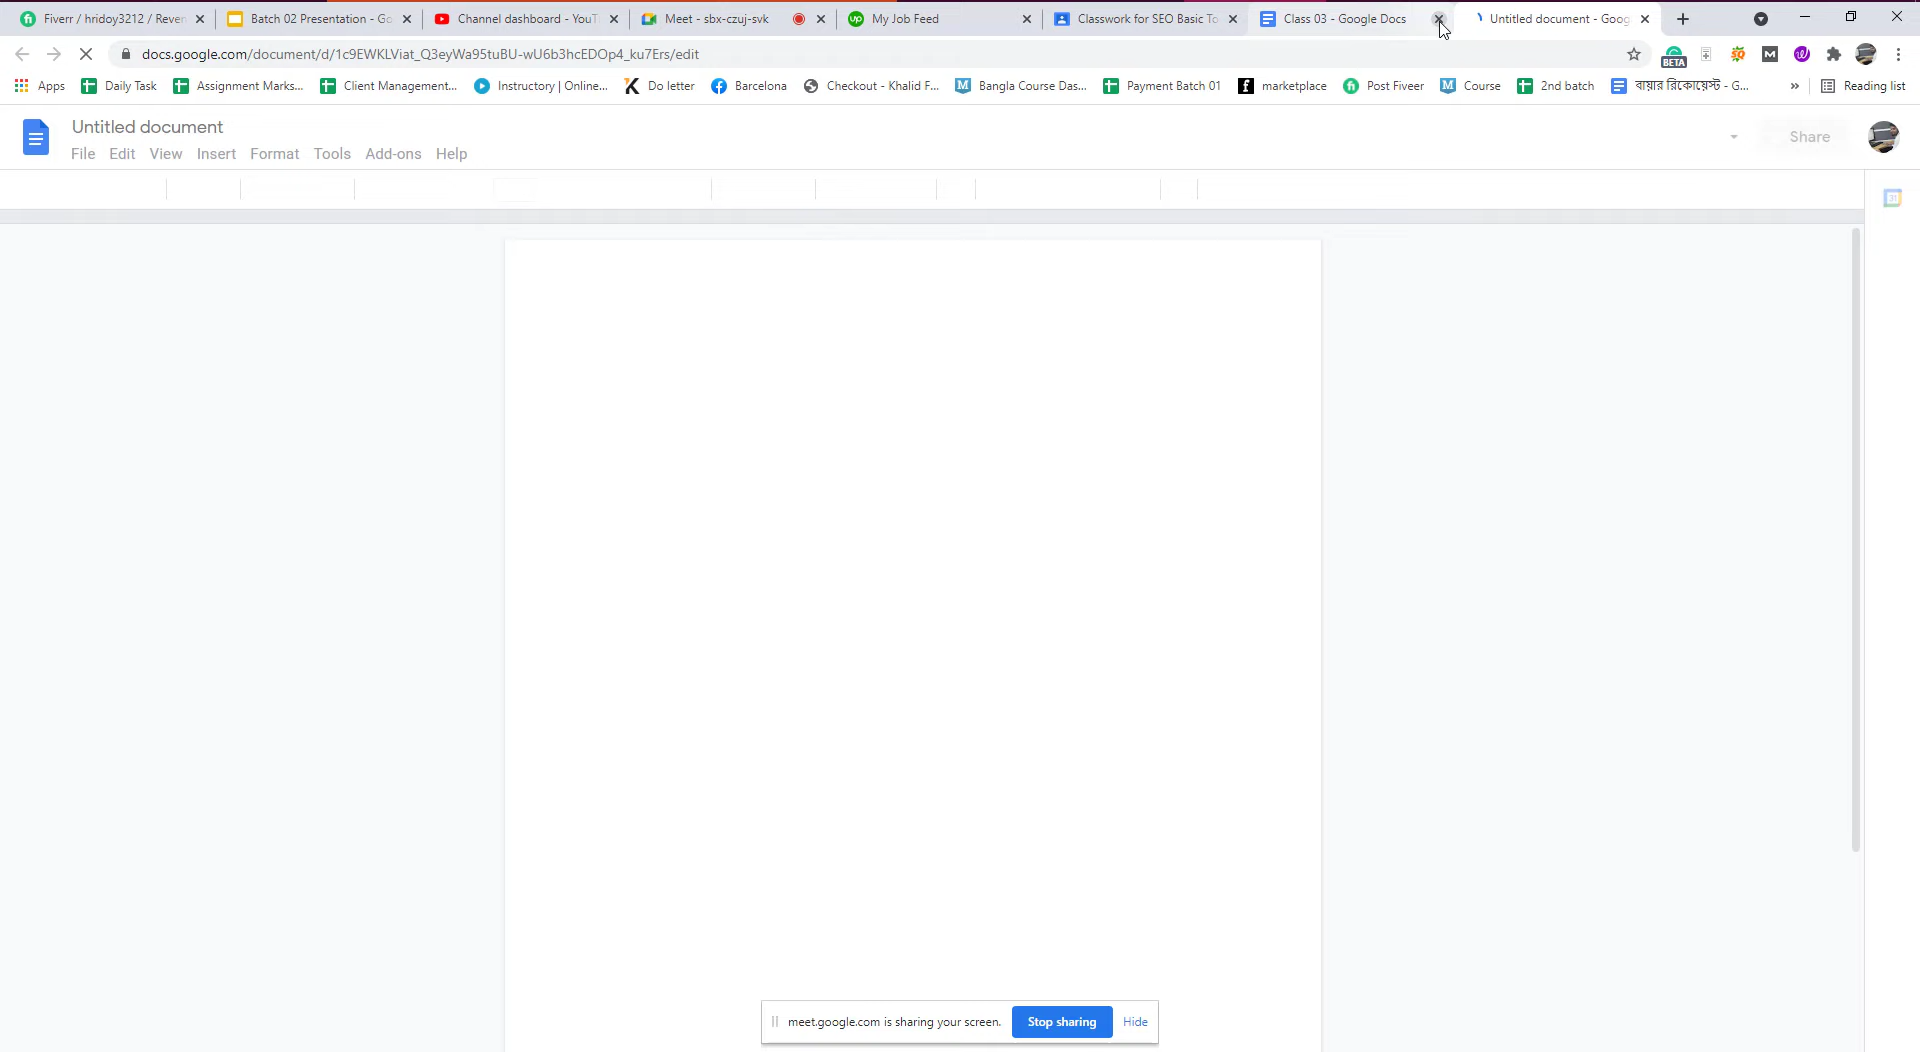 Fiverr / hridoy3212 / Reven Batch 02 Presentation - Go Channel dashboard - YouT Meet - sbx-czuj-svk My Job Feed Classwork for SEO Basic To Class 03 - Google Docs Untitled document - Goog
docs.google.com/document/d/1c9EWKLViat_Q3eyWa95tuBU-wU6b3hcEDOp4_ku7Ers/edit
BETA
Apps Daily Task Assignment Marks... Client Management... Instructory | Online... Do letter Barcelona Checkout - Khalid F... Bangla Course Das... Payment Batch 01 marketplace Post Fiveer Course 2nd batch বায়ার রিকোয়েস্ট - G... » Reading list
Untitled document
File Edit View Insert Format Tools Add-ons Help
Share
31
meet.google.com is sharing your screen. Stop sharing Hide